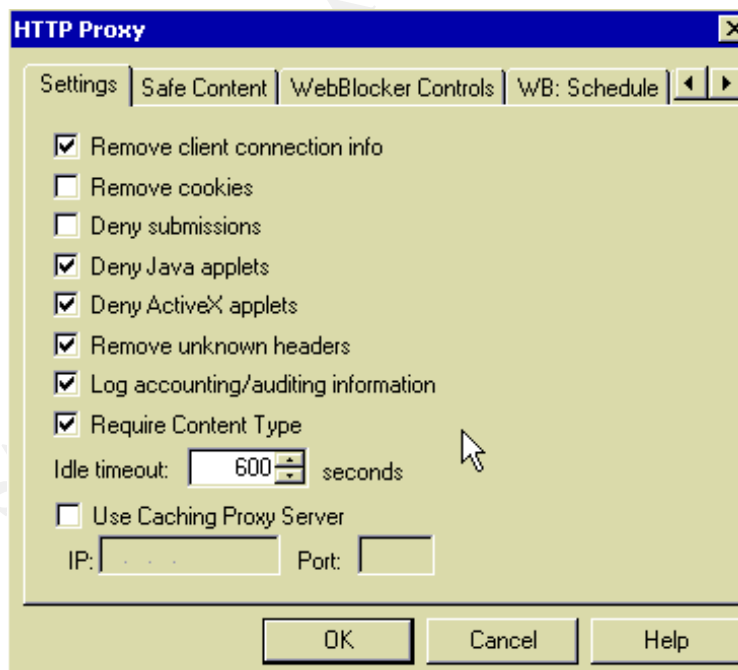 HTTP Proxy
Settings Safe Content WebBlocker Controls WB: Schedule
Remove client connection info
Remove cookies
Deny submissions
Deny Java applets
Deny ActiveX applets
Remove unknown headers
Log accounting/auditing information
Require Content Type
Idle timeout: 600 seconds
Use Caching Proxy Server
IP: . . . Port:
OK Cancel Help